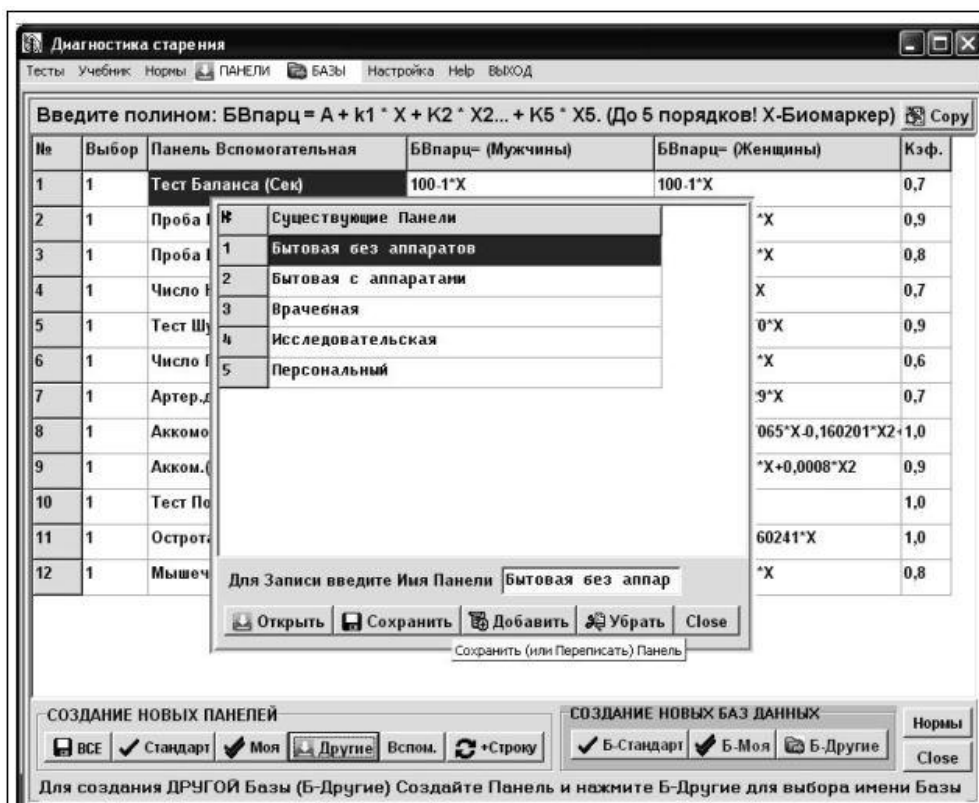 Диагностика старения
Тесты Учебник Нормы ПАНЕЛИ БАЗЫ Настройка Help ВЫХОД
Введите полином: БВпарц = A + k1 * X + K2 * X2... + K5 * X5. (До 5 порядков! X-Биомаркер) Copy
№ Выбор Панель Вспомогательная БВпарц= (Мужчины) БВпарц= (Женщины) Кэф.
1 1 Тест Баланса (Сек) 100-1*X 100-1*X 0,7
2 1 Проба *X 0,9
3 1 Проба *X 0,8
4 1 Число X 0,7
5 1 Тест 0*X 0,9
6 1 Число *X 0,6
7 1 Артер.д 9*X 0,7
8 1 Аккомо 065*X-0,160201*X2+ 1,0
9 1 Акком.( *X+0,0008*X2 0,9
10 1 Тест По 1,0
11 1 Острот 60241*X 1,0
12 1 Мышеч *X 0,8
№ Существующие Панели
1 Бытовая без аппаратов
2 Бытовая с аппаратами
3 Врачебная
4 Исследовательская
5 Персональный
Для Записи введите Имя Панели Бытовая без аппар
Открыть Сохранить Добавить Убрать Close
Сохранить (или Переписать) Панель
СОЗДАНИЕ НОВЫХ ПАНЕЛЕЙ
ВСЕ Стандарт Моя Другие Вспом. +Строку
СОЗДАНИЕ НОВЫХ БАЗ ДАННЫХ
Б-Стандарт Б-Моя Б-Другие
Нормы
Close
Для создания ДРУГОЙ Базы (Б-Другие) Создайте Панель и нажмите Б-Другие для выбора имени Базы